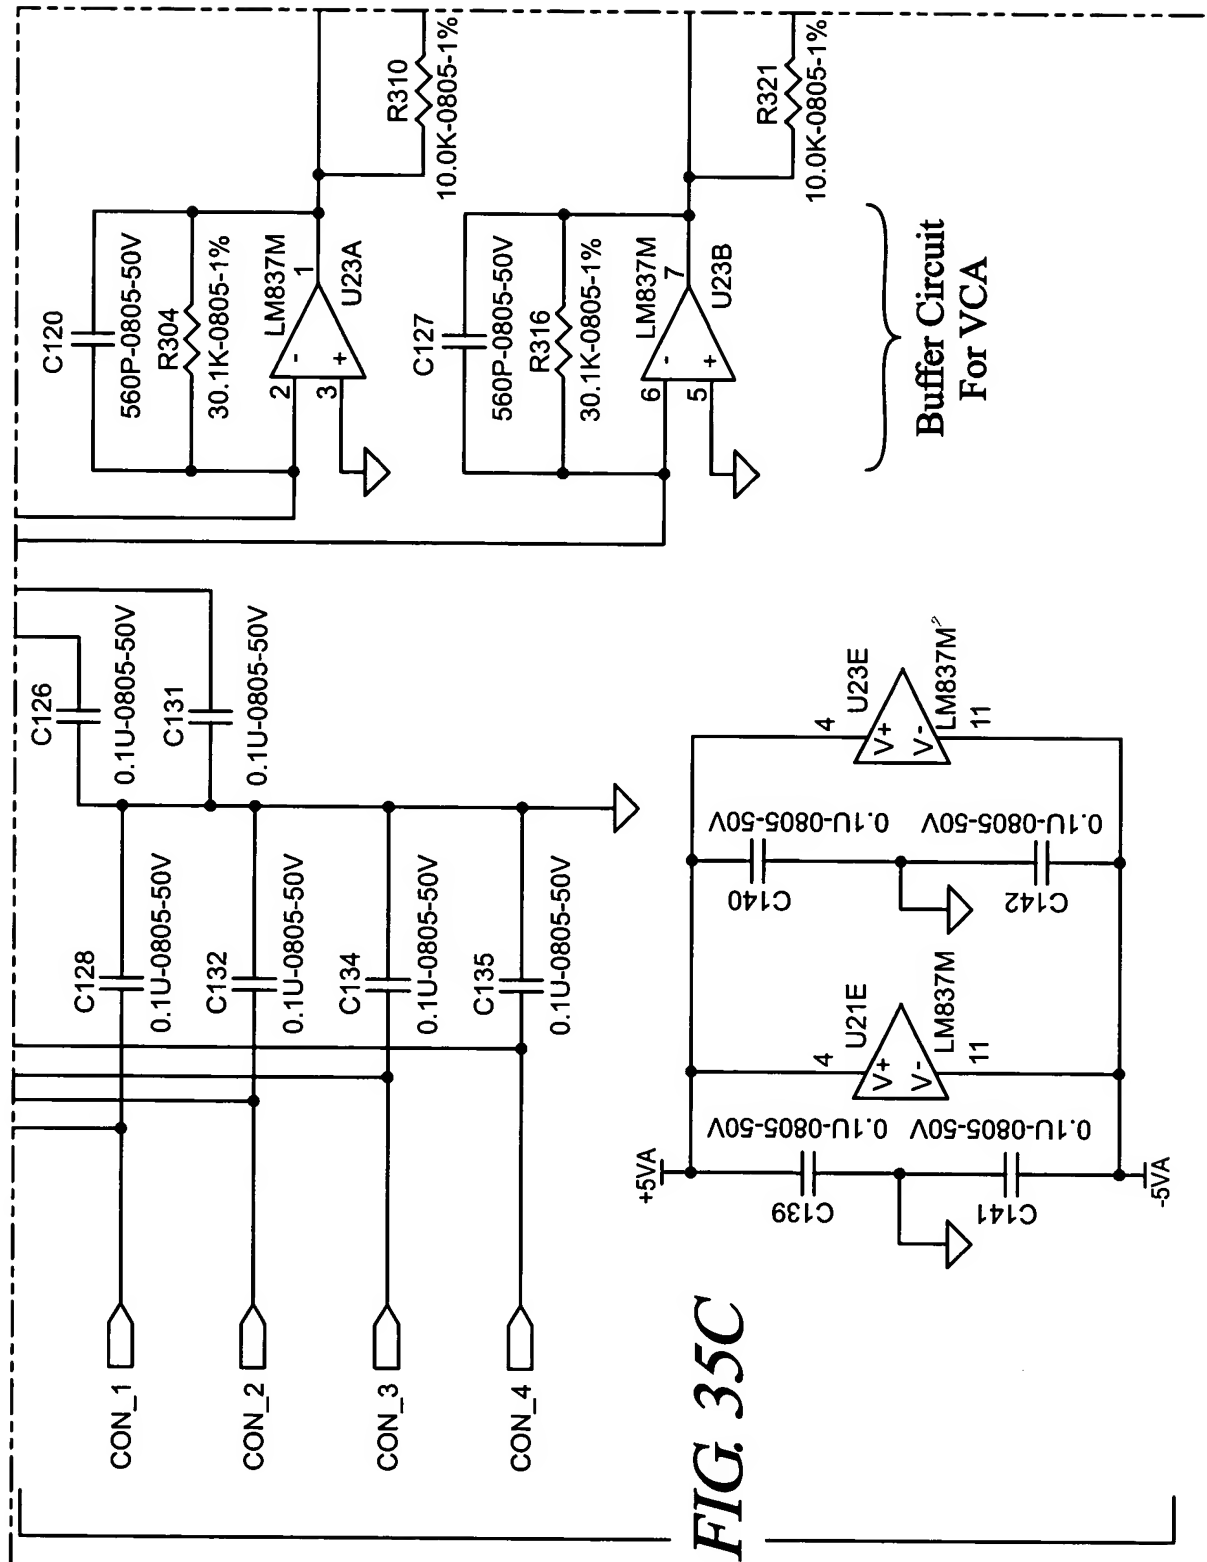 C120
560P-0805-50V
R304
30.1K-0805-1%
LM837M
2
3
-
+
1
U23A
R310
10.0K-0805-1%
C127
560P-0805-50V
R316
30.1K-0805-1%
LM837M
6
5
-
+
7
U23B
R321
10.0K-0805-1%
Buffer Circuit
For VCA
C126
0.1U-0805-50V
C131
0.1U-0805-50V
C128
0.1U-0805-50V
C132
0.1U-0805-50V
C134
0.1U-0805-50V
C135
0.1U-0805-50V
CON_1
CON_2
CON_3
CON_4
+5VA
C139
0.1U-0805-50V
C141
0.1U-0805-50V
-5VA
4
U21E
V+
V-
LM837M
11
C140
0.1U-0805-50V
C142
0.1U-0805-50V
4
U23E
V+
V-
LM837M
11
FIG. 35C